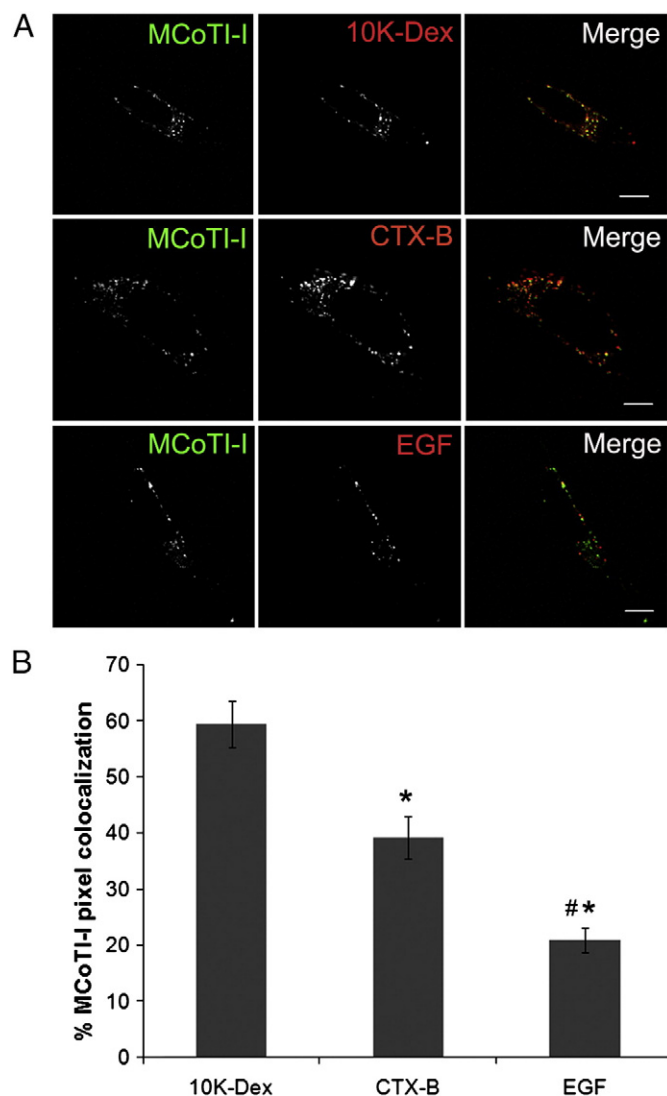 A
MCoTI-I 10K-Dex Merge
MCoTI-I CTX-B Merge
MCoTI-I EGF Merge
B
% MCoTI-I pixel colocalization
70
60
50
40
30
20
10
0
*
#*
10K-Dex CTX-B EGF